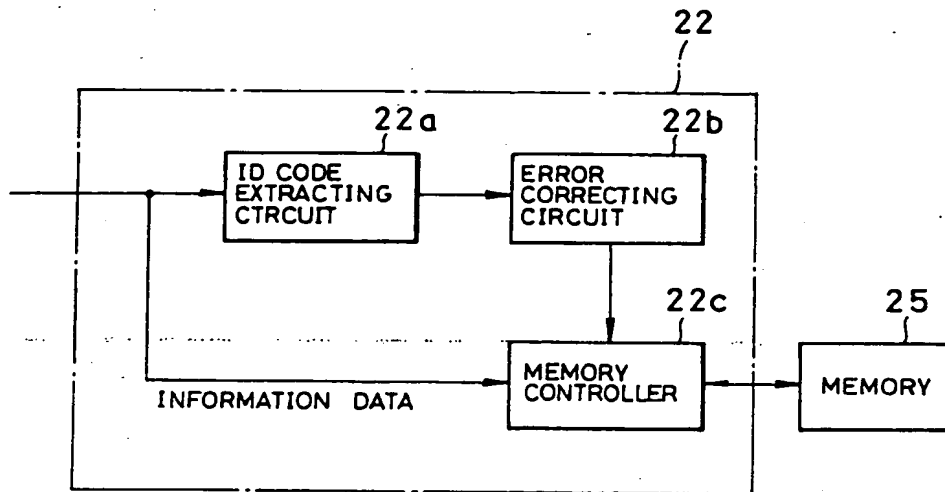 22
22a
22b
ID CODE
EXTRACTING
CTRCUIT
ERROR
CORRECTING
CIRCUIT
22c
25
MEMORY
CONTROLLER
MEMORY
INFORMATION DATA